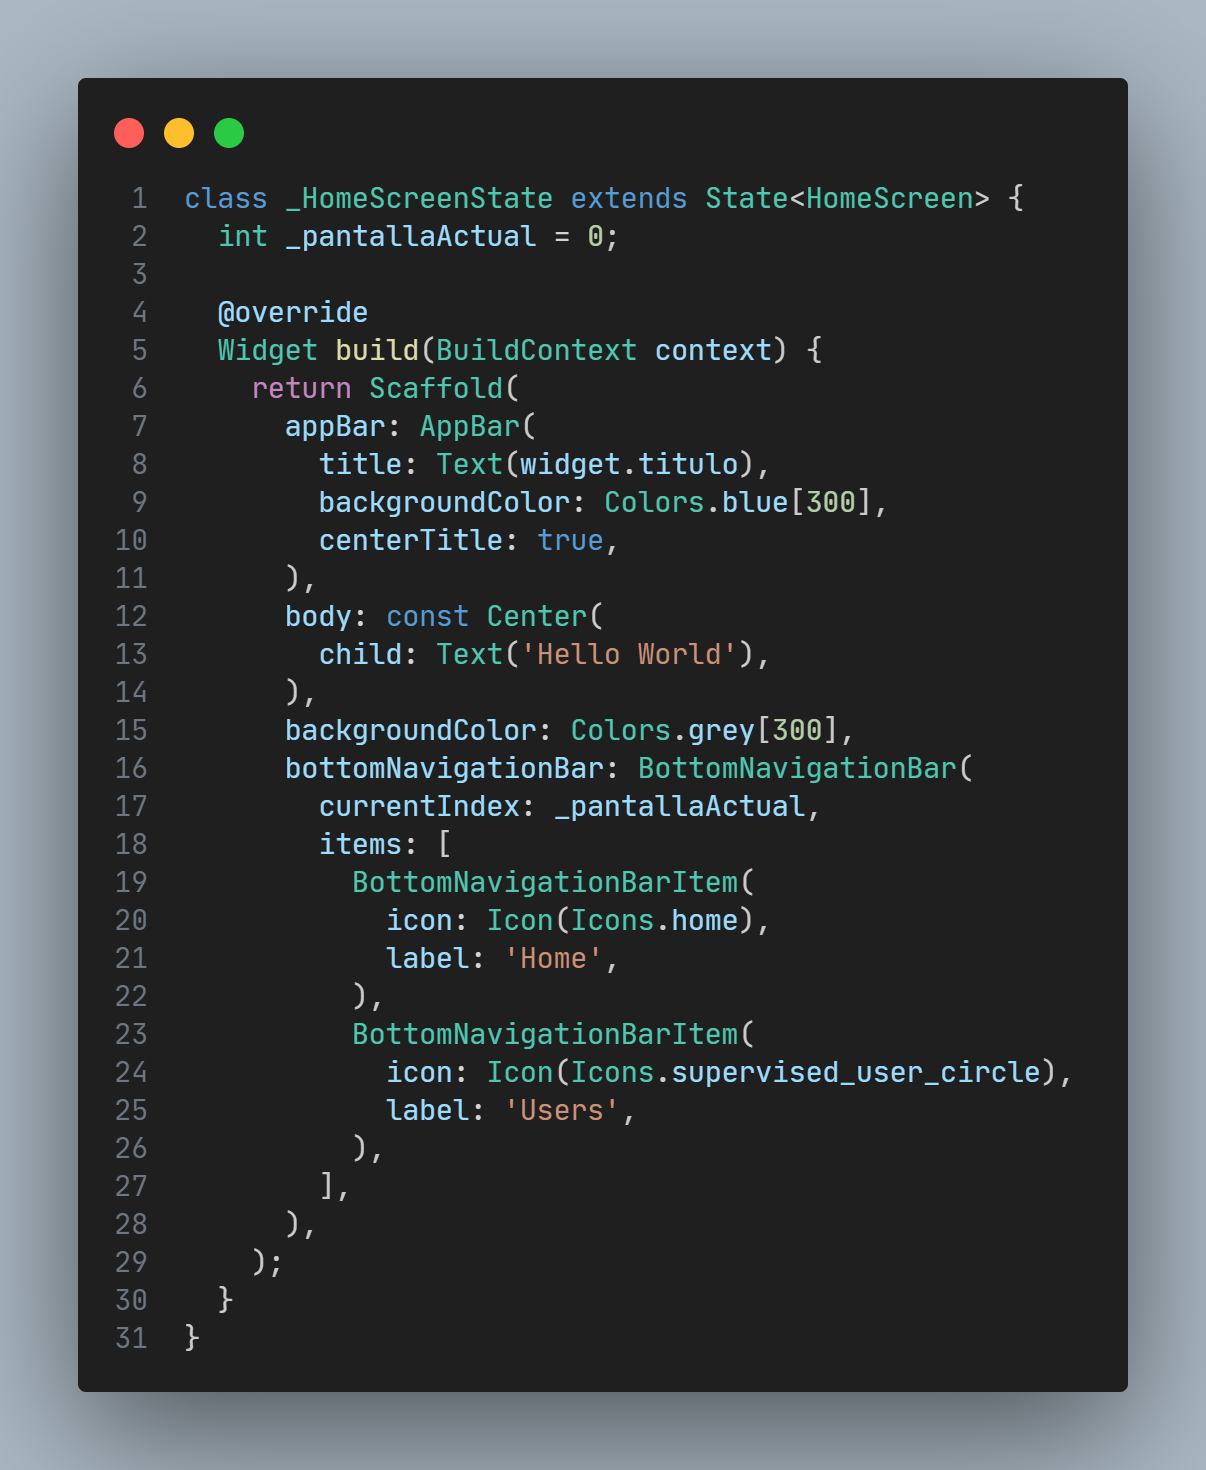 1 class _HomeScreenState extends State<HomeScreen> {
2   int _pantallaActual = 0;
3
4   @override
5   Widget build(BuildContext context) {
6     return Scaffold(
7       appBar: AppBar(
8         title: Text(widget.titulo),
9         backgroundColor: Colors.blue[300],
10         centerTitle: true,
11       ),
12       body: const Center(
13         child: Text('Hello World'),
14       ),
15       backgroundColor: Colors.grey[300],
16       bottomNavigationBar: BottomNavigationBar(
17         currentIndex: _pantallaActual,
18         items: [
19           BottomNavigationBarItem(
20             icon: Icon(Icons.home),
21             label: 'Home',
22           ),
23           BottomNavigationBarItem(
24             icon: Icon(Icons.supervised_user_circle),
25             label: 'Users',
26           ),
27         ],
28       ),
29     );
30   }
31 }